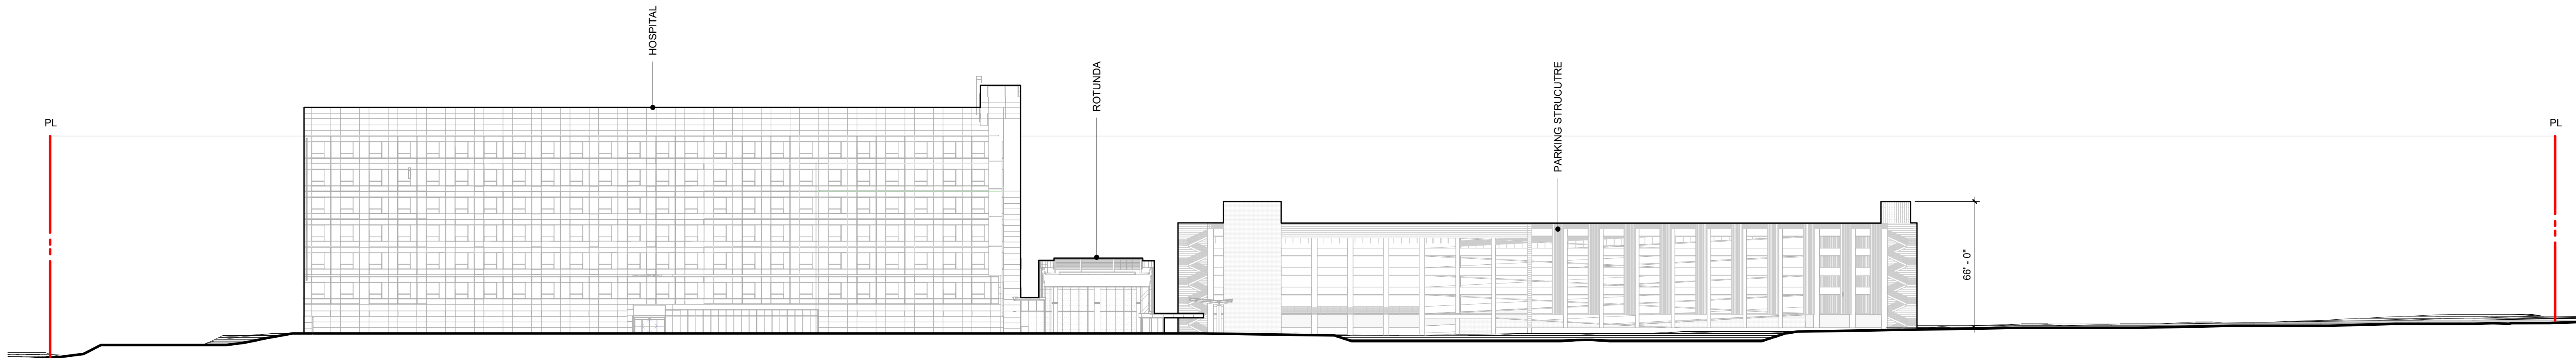 HOSPITAL
ROTUNDA
PARKING STRUCUTRE
PL
PL
66' - 0"